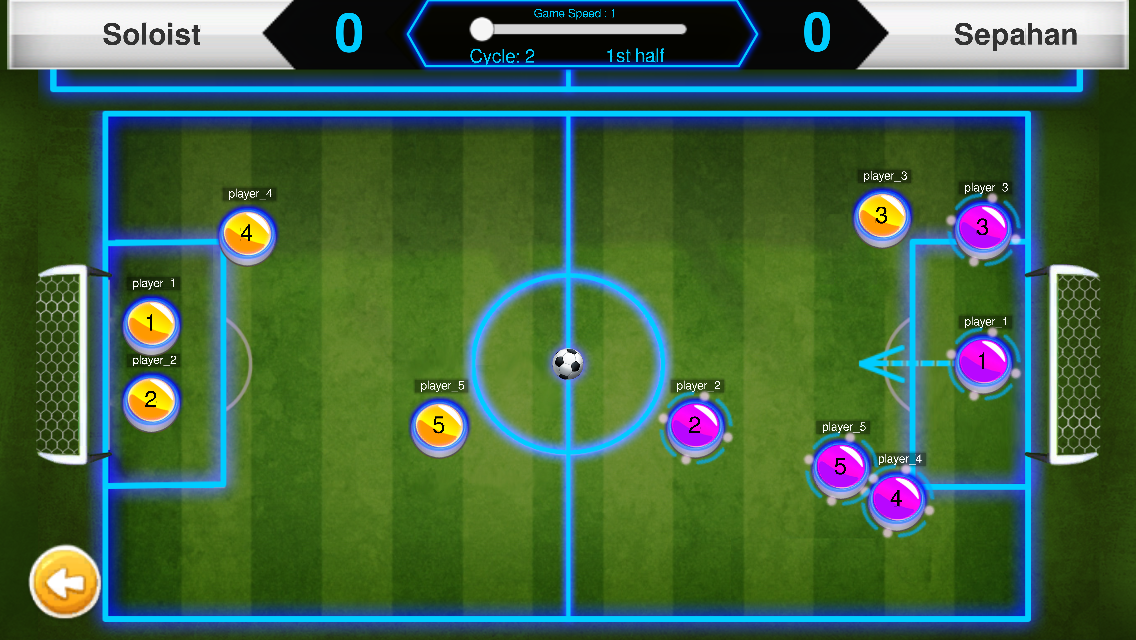 Soloist
0
Game Speed : 1
Cycle: 2
1st half
0
Sepahan
player_3
3
player_3
3
player_4
4
player_1
1
player_1
1
player_2
2
player_5
5
player_2
2
player_5
5
player_4
4